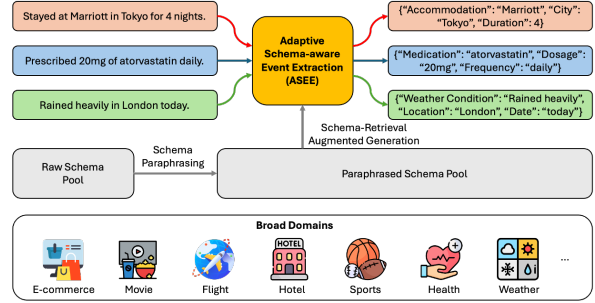 Stayed at Marriott in Tokyo for 4 nights.
Prescribed 20mg of atorvastatin daily.
Rained heavily in London today.
Adaptive
Schema-aware
Event Extraction
(ASEE)
{“Accommodation”: “Marriott”, “City”:
“Tokyo”, “Duration”: 4}
{“Medication”: “atorvastatin”, “Dosage”:
“20mg”, “Frequency”: “daily”}
{“Weather Condition”: “Rained heavily”,
“Location”: “London”, “Date”: “today”}
Schema-Retrieval
Augmented Generation
Raw Schema
Pool
Schema
Paraphrasing
Paraphrased Schema Pool
Broad Domains
HOTEL
E-commerce
Movie
Flight
Hotel
Sports
Health
Weather
...